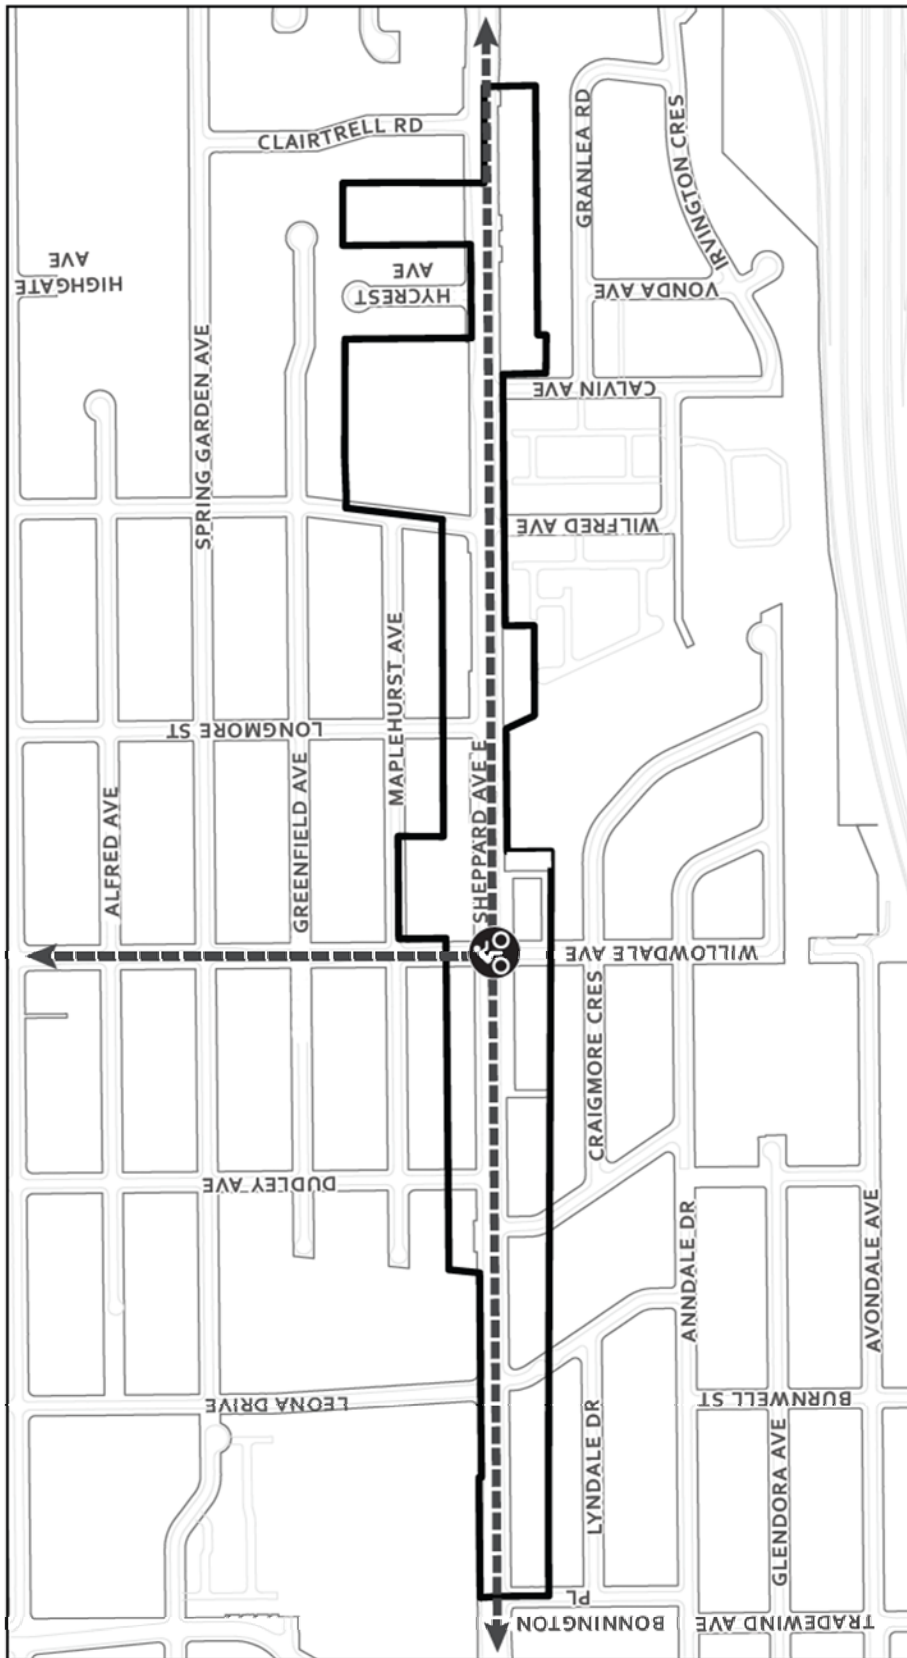 CLAIRTRELL RD
GRANLEA RD
IRVINGTON CRES
HIGHGATE
AVE
HYCREST
AVE
VONDA AVE
SPRING GARDEN AVE
CALVIN AVE
WILFRED AVE
MAPLEHURST AVE
LONGMORE ST
SHEPPARD AVE E
ALFRED AVE
GREENFIELD AVE
WILLOWDALE AVE
CRAIGMORE CRES
DUDLEY AVE
ANNDALE DR
AVONDALE AVE
LEONA DRIVE
BURNWELL ST
LYNDALE DR
GLENDORA AVE
BONNINGTON
PL
TRADEWIND AVE